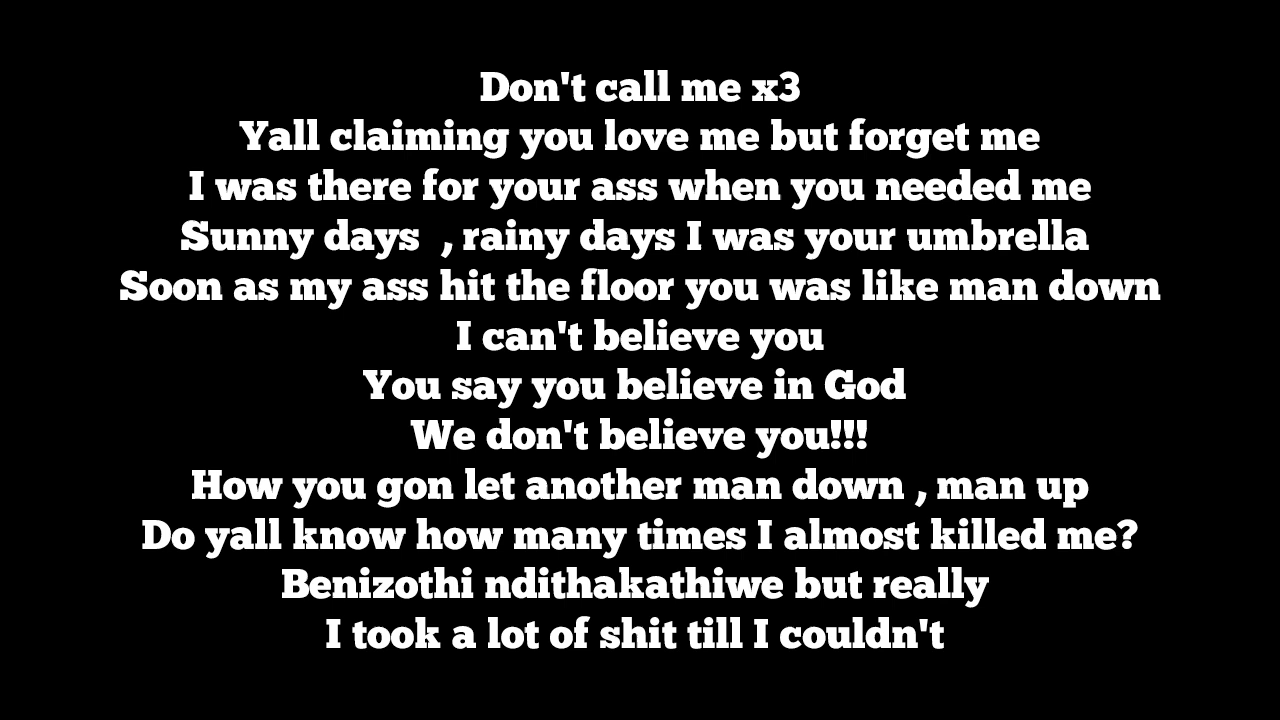 Don't call me x3
Yall claiming you love me but forget me
I was there for your ass when you needed me
Sunny days  , rainy days I was your umbrella
Soon as my ass hit the floor you was like man down
I can't believe you
You say you believe in God
We don't believe you!!!
How you gon let another man down , man up
Do yall know how many times I almost killed me?
Benizothi ndithakathiwe but really
I took a lot of shit till I couldn't